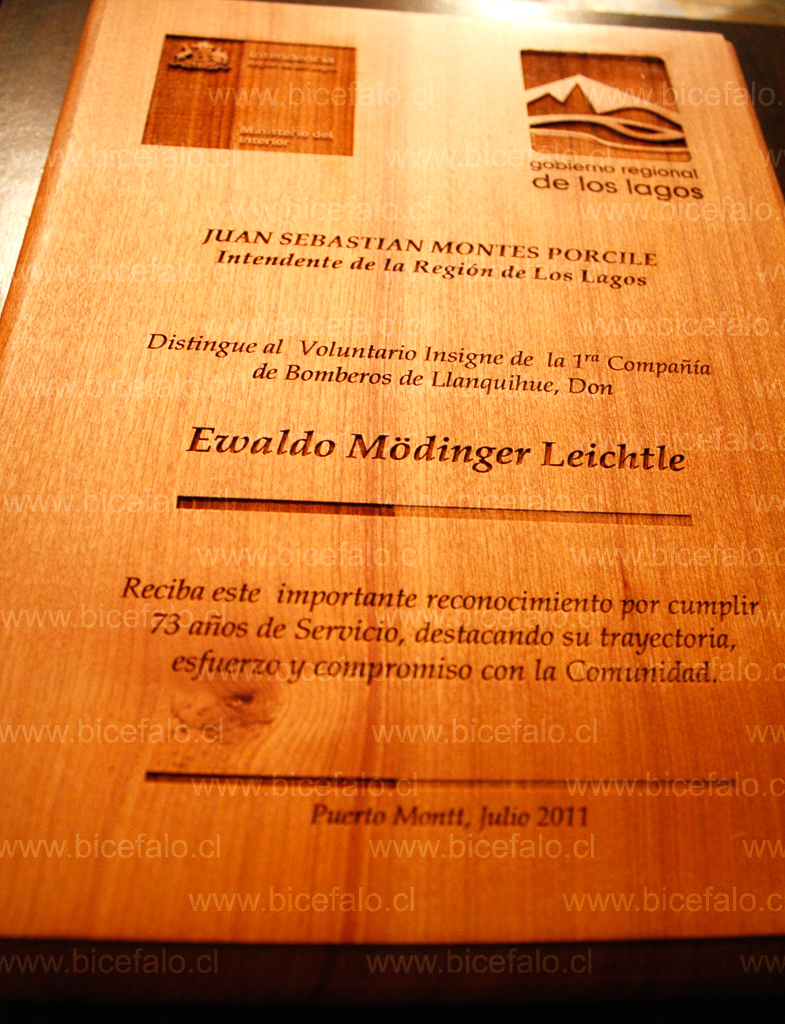 Intendencia
Ministerio del
Interior
gobierno regional
de los lagos
JUAN SEBASTIAN MONTES PORCILE
Intendente de la Región de Los Lagos
Distingue al Voluntario Insigne de la 1ra Compañía
de Bomberos de Llanquihue, Don
Ewaldo Mödinger Leichtle
Reciba este importante reconocimiento por cumplir
73 años de Servicio, destacando su trayectoria,
esfuerzo y compromiso con la Comunidad.
Puerto Montt, Julio 2011
www.bicefalo.cl